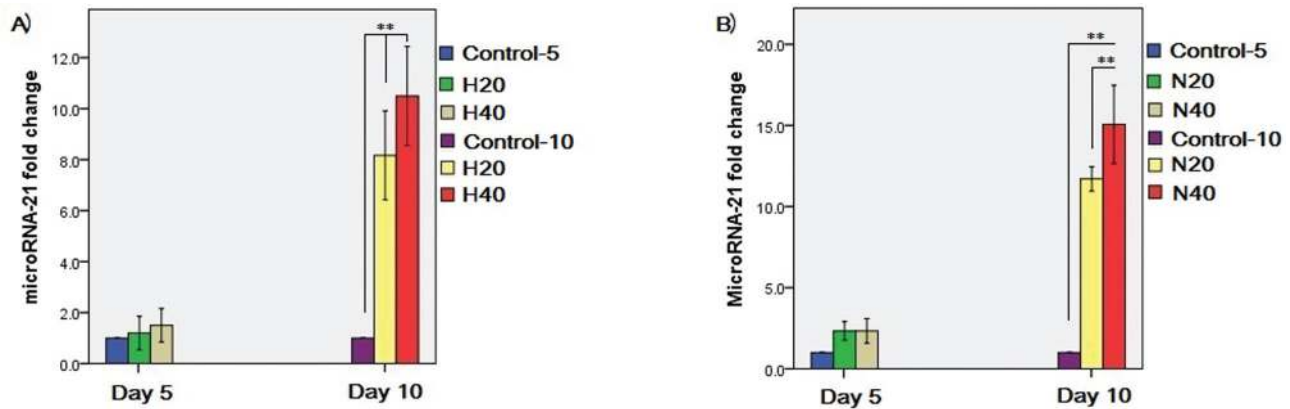 A)
microRNA-21 fold change
12.0
10.0
8.0
6.0
4.0
2.0
0.0
**
Day 5
Day 10
Control-5
H20
H40
Control-10
H20
H40
B)
MicroRNA-21 fold change
20.0
15.0
10.0
5.0
0.0
**
**
Day 5
Day 10
Control-5
N20
N40
Control-10
N20
N40